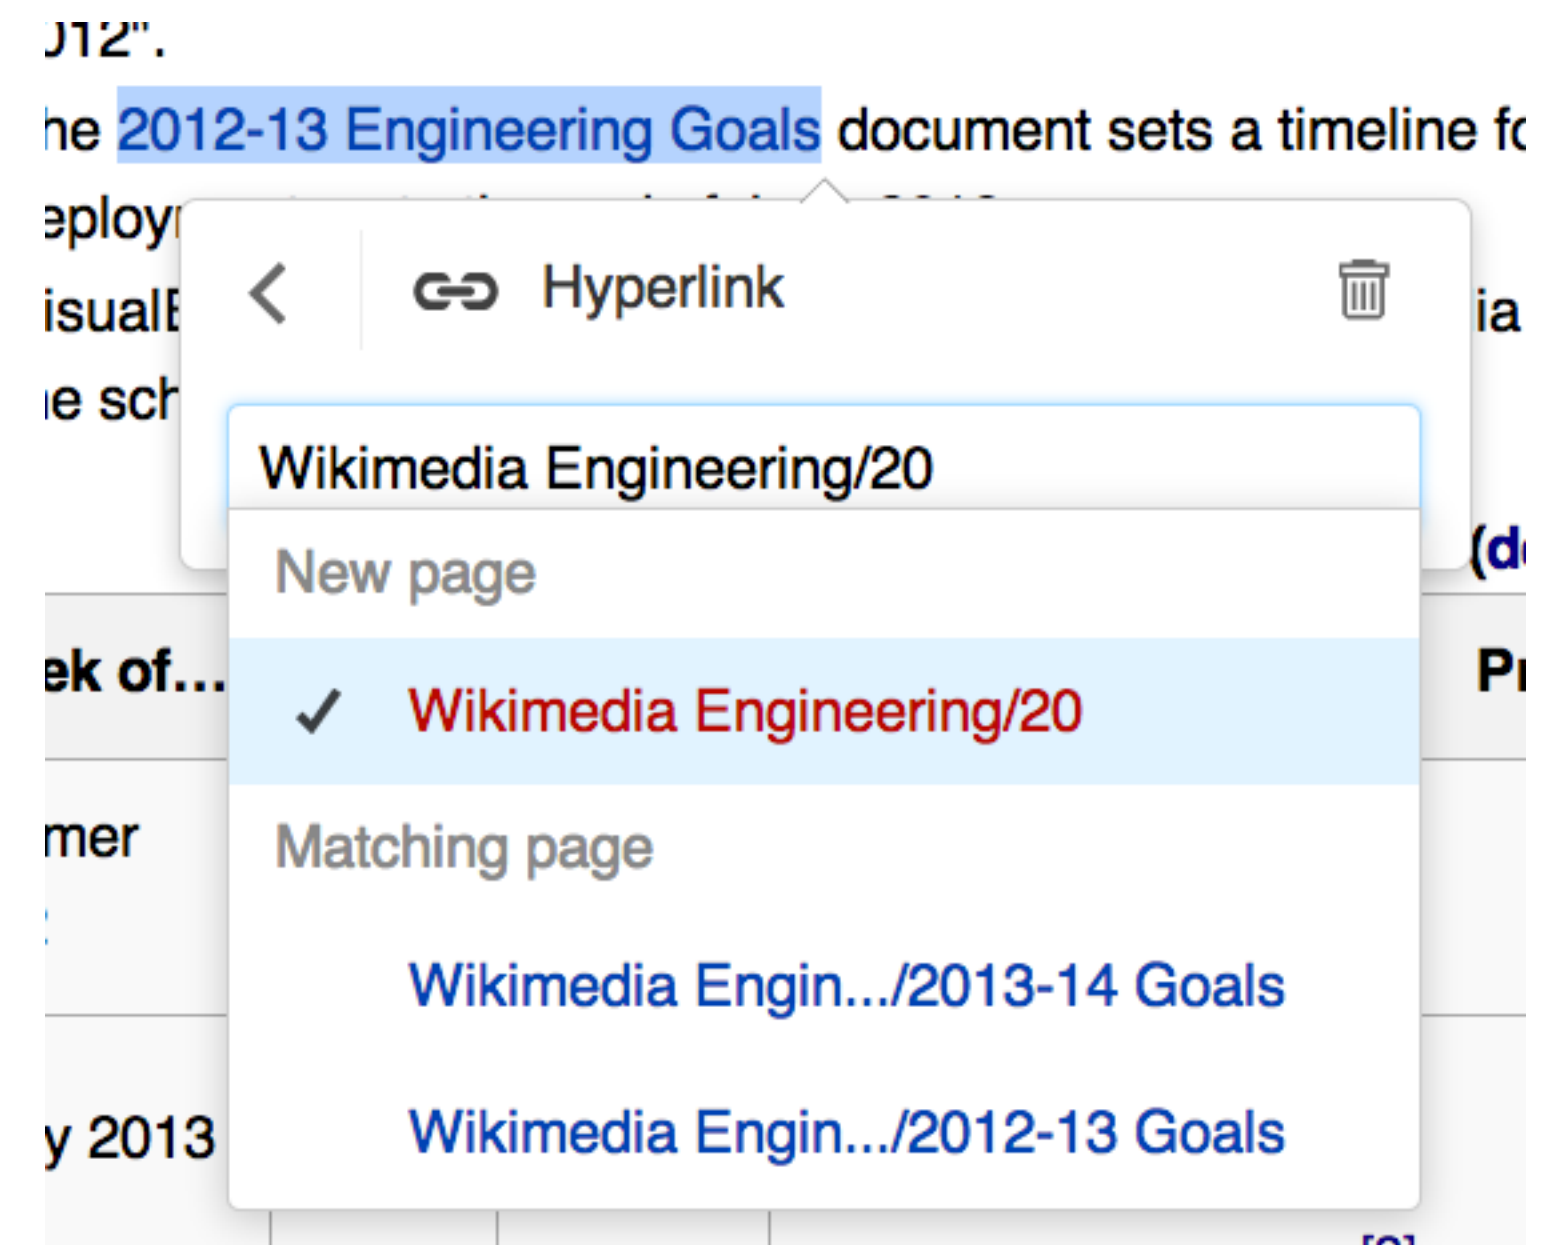 012".
he 2012-13 Engineering Goals document sets a timeline fo
eploy
isualE
ia
e sch
Hyperlink
Wikimedia Engineering/20
(de
New page
ek of...
Pr
Wikimedia Engineering/20
mer
Matching page
Wikimedia Engin.../2013-14 Goals
y 2013
Wikimedia Engin.../2012-13 Goals